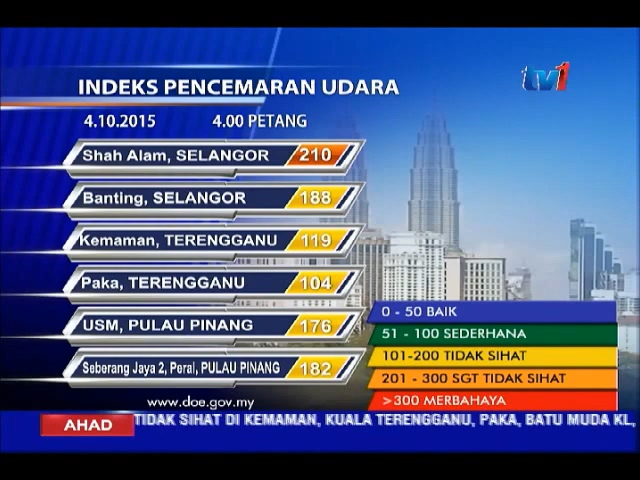 INDEKS PENCEMARAN UDARA
tv1
4.10.2015 4.00 PETANG
Shah Alam, SELANGOR 210
Banting, SELANGOR 188
Kemaman, TERENGGANU 119
Paka, TERENGGANU 104
USM, PULAU PINANG 176
Seberang Jaya 2, Perai, PULAU PINANG 182
0 - 50 BAIK
51 - 100 SEDERHANA
101-200 TIDAK SIHAT
201 - 300 SGT TIDAK SIHAT
>300 MERBAHAYA
www.doe.gov.my
AHAD TIDAK SIHAT DI KEMAMAN, KUALA TERENGGANU, PAKA, BATU MUDA KL,